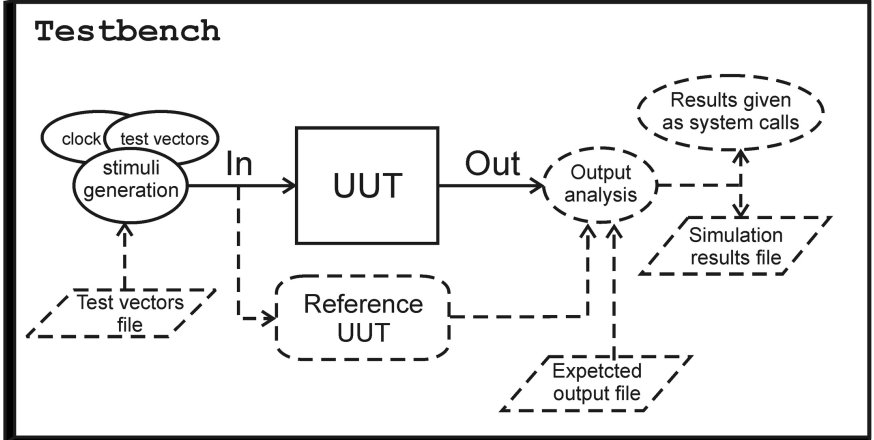 Testbench
clock
test vectors
stimuli
generation
In
UUT
Out
Output
analysis
Results given
as system calls
Simulation
results file
Test vectors
file
Reference
UUT
Expetcted
output file